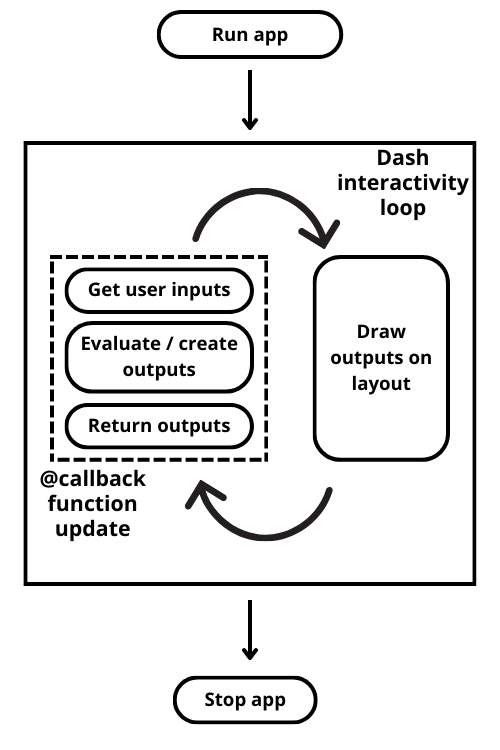 Run app
Dash
interactivity
loop
Get user inputs
Evaluate / create
outputs
Return outputs
Draw
outputs on
layout
@callback
function
update
Stop app